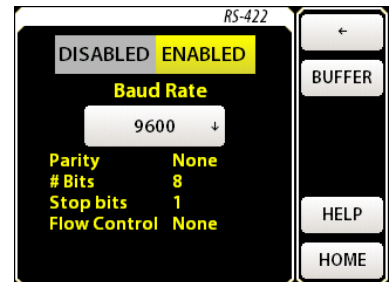 RS-422
←
DISABLED ENABLED
BUFFER
Baud Rate
9600 ↓
Parity None
# Bits 8
Stop bits 1
Flow Control None
HELP
HOME